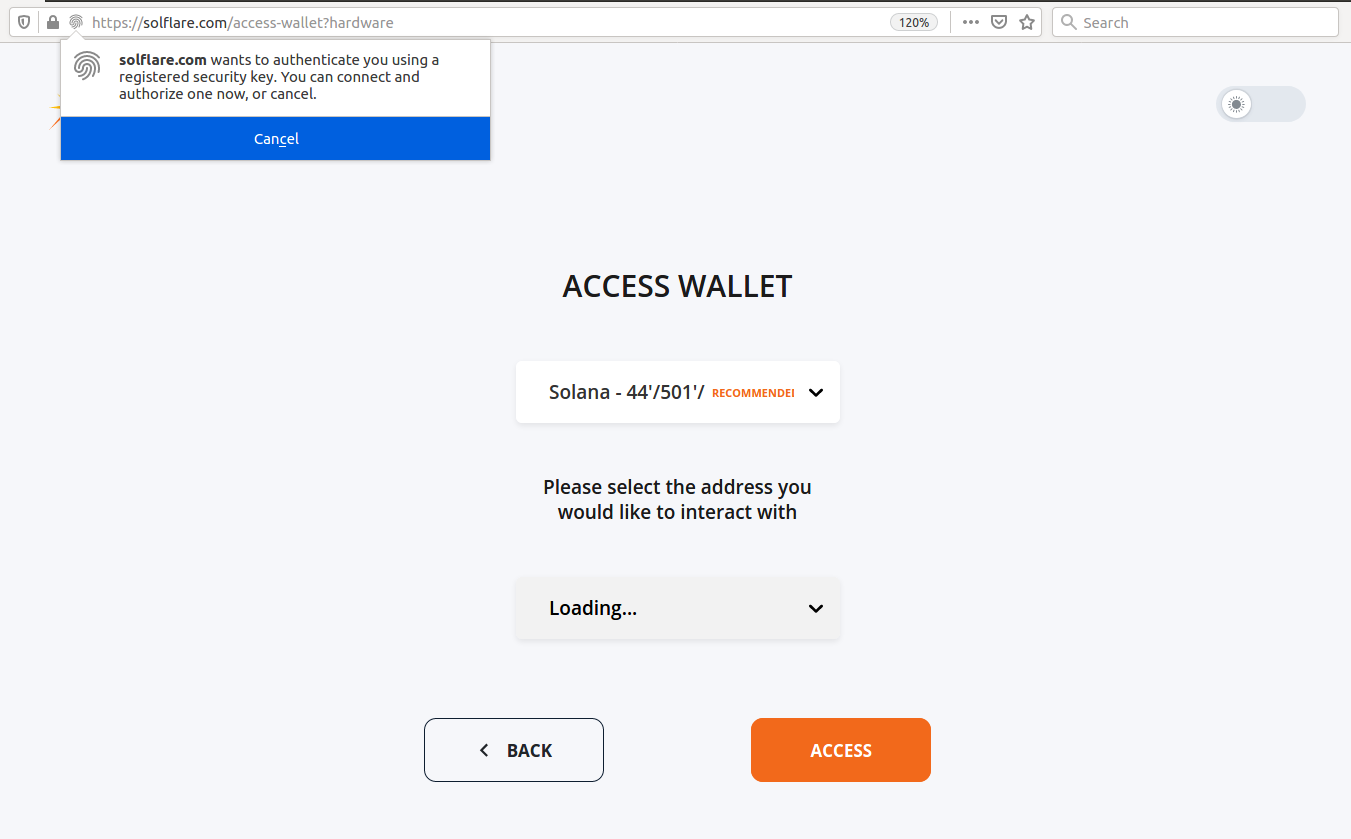 https://solflare.com/access-wallet?hardware
120%
Search
solflare.com wants to authenticate you using a
registered security key. You can connect and
authorize one now, or cancel.
Cancel
ACCESS WALLET
Solana - 44'/501'/ RECOMMENDEI
Please select the address you
would like to interact with
Loading...
BACK
ACCESS